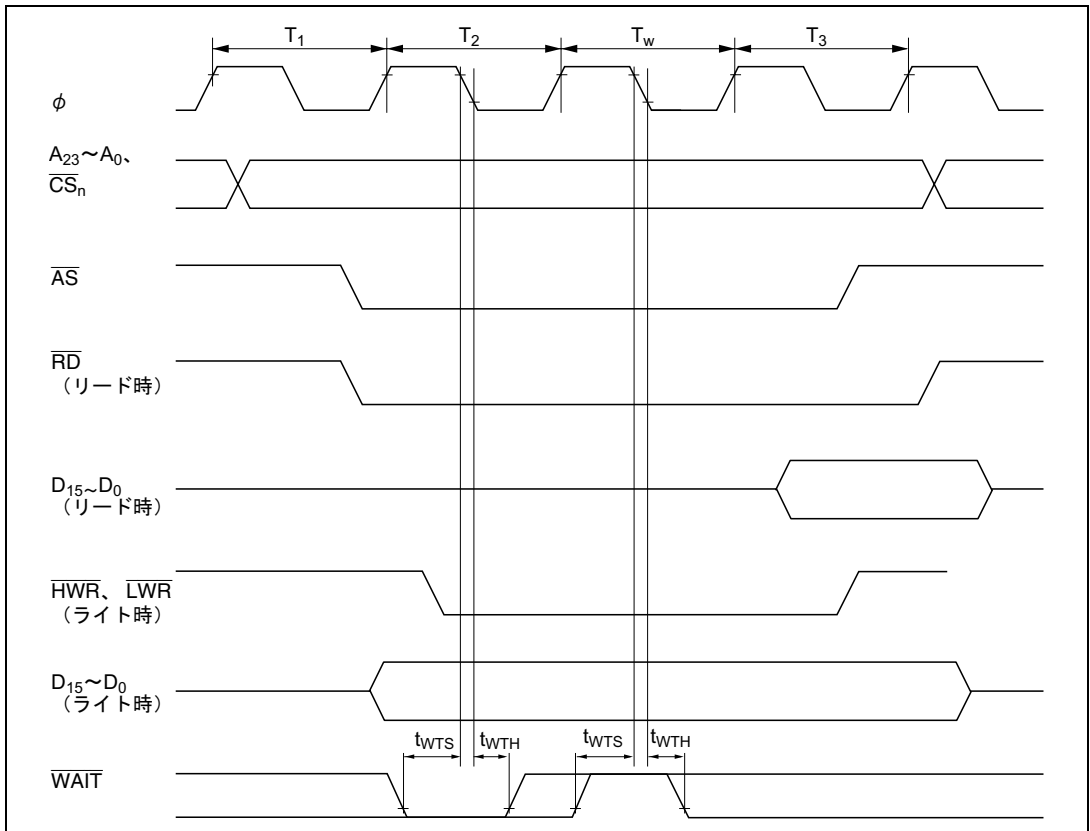 T1 T2 Tw T3
φ
A23～A0、
CSn
AS
RD
（リード時）
D15~D0
（リード時）
HWR、 LWR
（ライト時）
D15～D0
（ライト時）
tWTS tWTH tWTS tWTH
WAIT